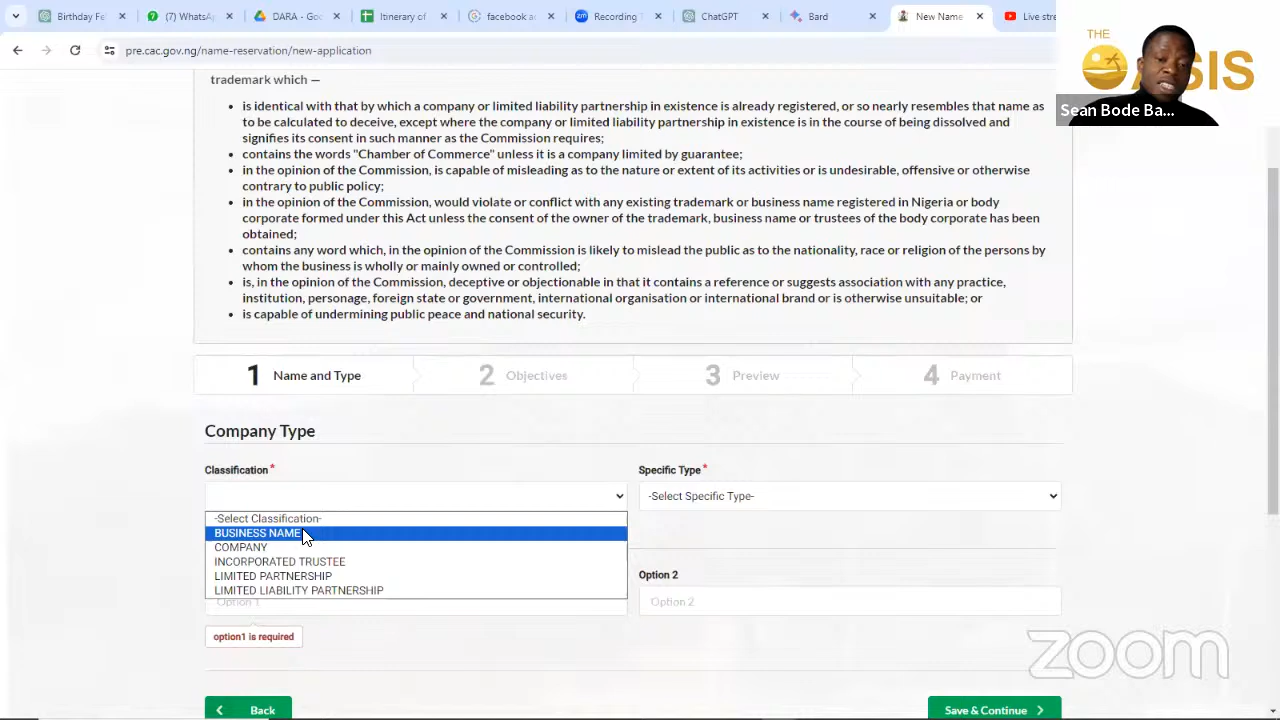 Birthday Fe
(7) WhatsA
DARA - Goo
Itinerary of
facebook a
Recording T
ChatGPT
Bard
New Name
Live stre
pre.cac.gov.ng/name-reservation/new-application
THE
SIS
Sean Bode Ba...
trademark which —
• is identical with that by which a company or limited liability partnership in existence is already registered, or so nearly resembles that name as
to be calculated to deceive, except where the company or limited liability partnership in existence is in the course of being dissolved and
signifies its consent in such manner as the Commission requires;
• contains the words "Chamber of Commerce" unless it is a company limited by guarantee;
• in the opinion of the Commission, is capable of misleading as to the nature or extent of its activities or is undesirable, offensive or otherwise
contrary to public policy;
• in the opinion of the Commission, would violate or conflict with any existing trademark or business name registered in Nigeria or body
corporate formed under this Act unless the consent of the owner of the trademark, business name or trustees of the body corporate has been
obtained;
• contains any word which, in the opinion of the Commission is likely to mislead the public as to the nationality, race or religion of the persons by
whom the business is wholly or mainly owned or controlled;
• is, in the opinion of the Commission, deceptive or objectionable in that it contains a reference or suggests association with any practice,
institution, personage, foreign state or government, international organisation or international brand or is otherwise unsuitable; or
• is capable of undermining public peace and national security.
1 Name and Type
2 Objectives
3 Preview
4 Payment
Company Type
Classification *
Specific Type *
-Select Specific Type-
-Select Classification-
BUSINESS NAME
COMPANY
INCORPORATED TRUSTEE
LIMITED PARTNERSHIP
LIMITED LIABILITY PARTNERSHIP
Option 2
Option 1
Option 2
option1 is required
zoom
Back
Save & Continue